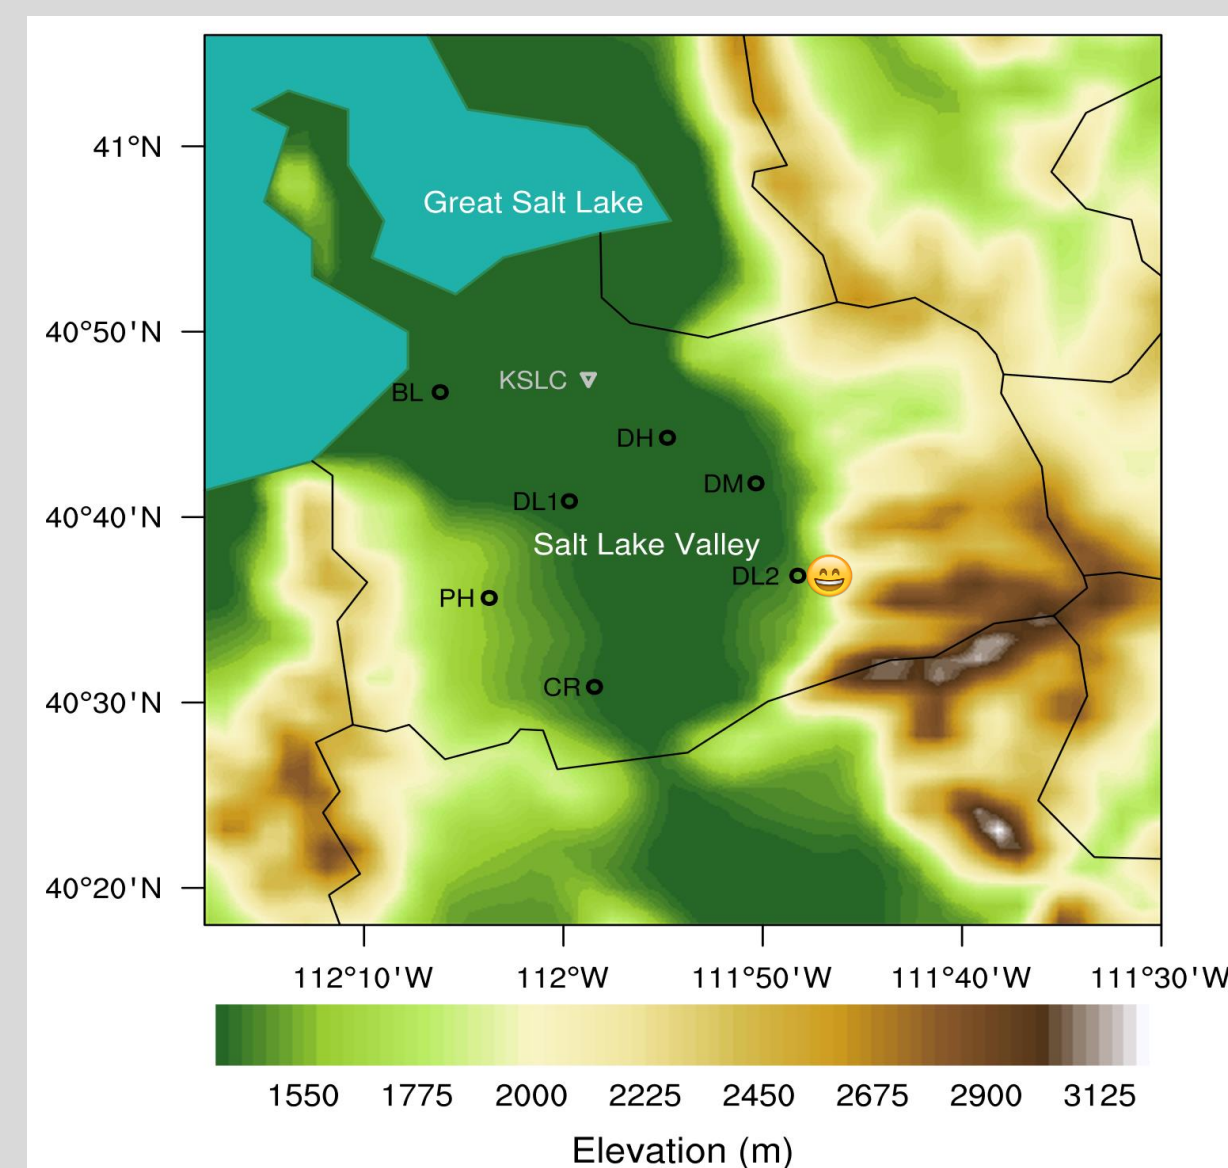 41°N
Great Salt Lake
40°50'N
KSLC
BL
DH
DM
DL1
40°40'N
Salt Lake Valley
DL2
PH
CR
40°30'N
40°20'N
112°10'W 112°W 111°50'W 111°40'W 111°30'W
1550 1775 2000 2225 2450 2675 2900 3125
Elevation (m)